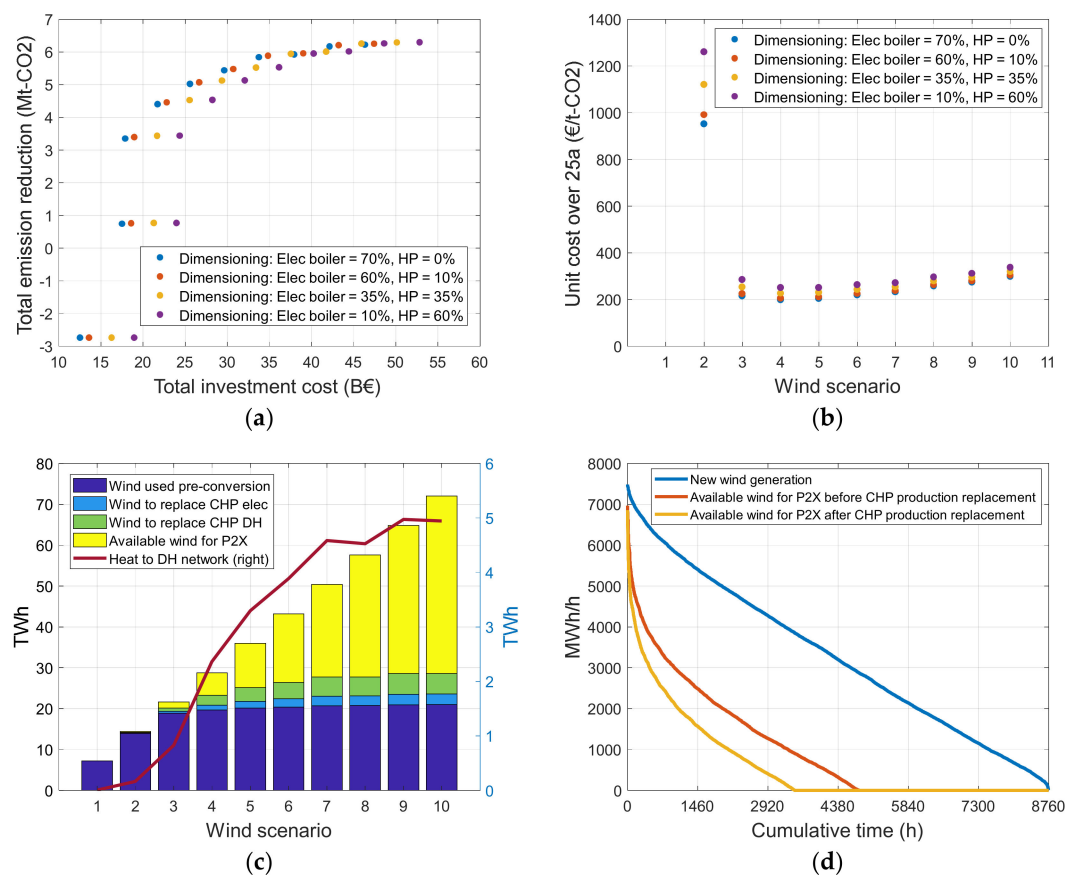 Total emission reduction (Mt-CO2)
7
6
5
4
3
2
1
0
-1
-2
-3
Dimensioning: Elec boiler = 70%, HP = 0%
Dimensioning: Elec boiler = 60%, HP = 10%
Dimensioning: Elec boiler = 35%, HP = 35%
Dimensioning: Elec boiler = 10%, HP = 60%
10 15 20 25 30 35 40 45 50 55 60
Total investment cost (B€)
(a)
Unit cost over 25a (€/t-CO2)
1400
1200
1000
800
600
400
200
0
Dimensioning: Elec boiler = 70%, HP = 0%
Dimensioning: Elec boiler = 60%, HP = 10%
Dimensioning: Elec boiler = 35%, HP = 35%
Dimensioning: Elec boiler = 10%, HP = 60%
1 2 3 4 5 6 7 8 9 10 11
Wind scenario
(b)
TWh
80
70
60
50
40
30
20
10
0
Wind used pre-conversion
Wind to replace CHP elec
Wind to replace CHP DH
Available wind for P2X
Heat to DH network (right)
6
5
4
3
2
1
0
TWh
1 2 3 4 5 6 7 8 9 10
Wind scenario
(c)
MWh/h
8000
7000
6000
5000
4000
3000
2000
1000
0
New wind generation
Available wind for P2X before CHP production replacement
Available wind for P2X after CHP production replacement
0 1460 2920 4380 5840 7300 8760
Cumulative time (h)
(d)